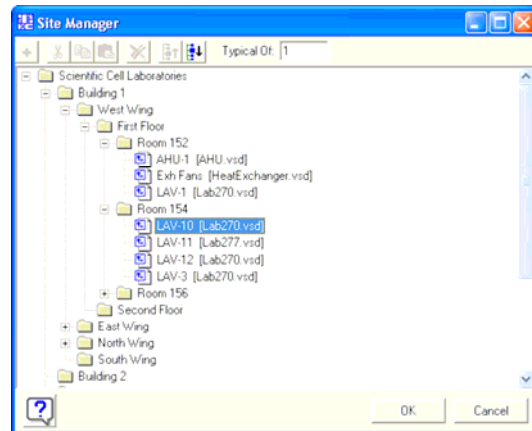 Site Manager
Typical Of: 1
Scientific Cell Laboratories
Building 1
West Wing
First Floor
Room 152
AHU-1 [AHU.vsd]
Exh Fans [HeatExchanger.vsd]
LAV-1 [Lab270.vsd]
Room 154
LAV-10 [Lab270.vsd]
LAV-11 [Lab277.vsd]
LAV-12 [Lab270.vsd]
LAV-3 [Lab270.vsd]
Room 156
Second Floor
East Wing
North Wing
South Wing
Building 2
? OK Cancel